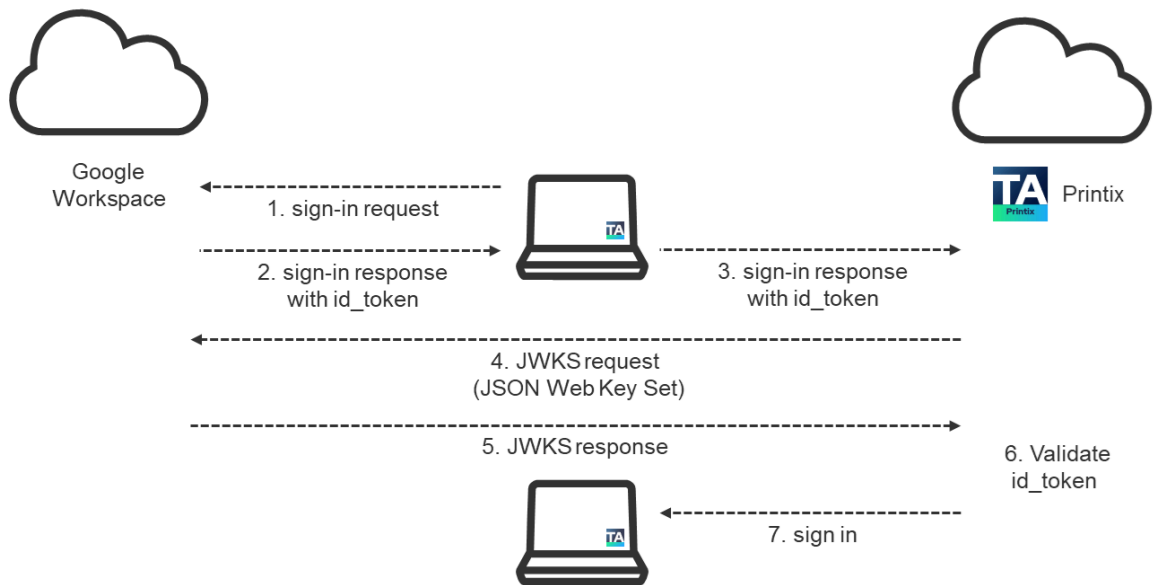 Google
Workspace
1. sign-in request
TA
TA
Printix
Printix
2. sign-in response
with id_token
3. sign-in response
with id_token
4. JWKS request
(JSON Web Key Set)
5. JWKS response
6. Validate
id_token
TA
7. sign in